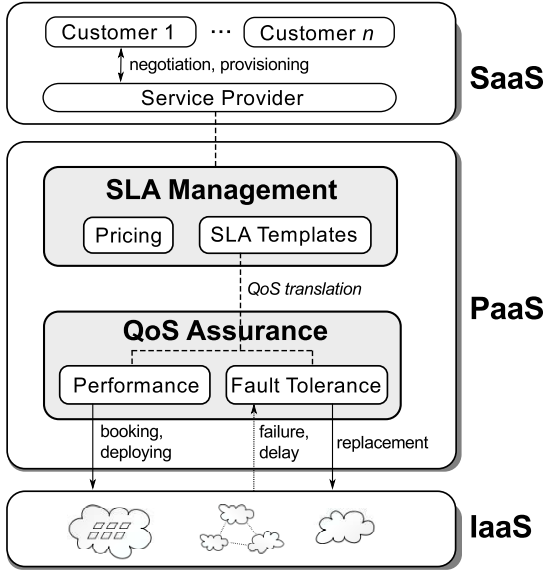 Customer 1 ... Customer n
negotiation, provisioning
Service Provider
SaaS
SLA Management
Pricing
SLA Templates
QoS translation
PaaS
QoS Assurance
Performance
Fault Tolerance
booking,
deploying
failure,
delay
replacement
IaaS